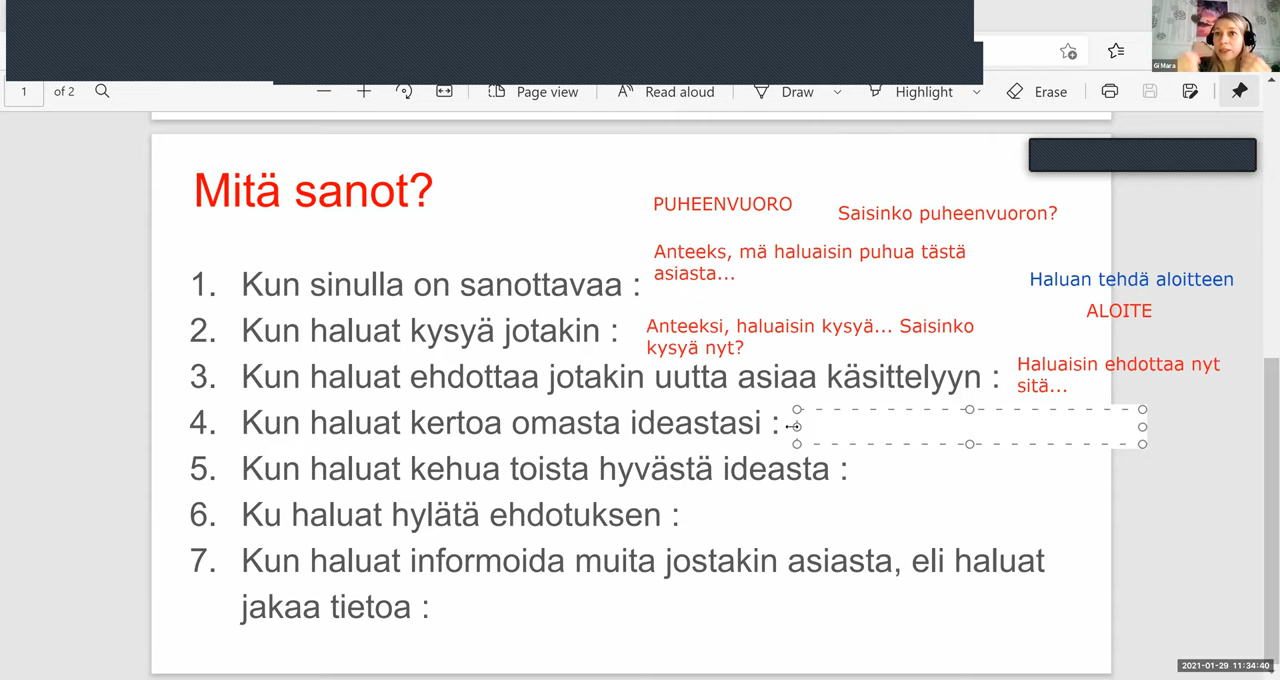 1 of 2 Page view Read aloud Draw Highlight Erase
Gi Mara
Mitä sanot?
PUHEENVUORO
Saisinko puheenvuoron?
Anteeks, mä haluaisin puhua tästä
asiasta...
1. Kun sinulla on sanottavaa :
Haluan tehdä aloitteen
ALOITE
2. Kun haluat kysyä jotakin :
Anteeksi, haluaisin kysyä... Saisinko
kysyä nyt?
3. Kun haluat ehdottaa jotakin uutta asiaa käsittelyyn :
Haluaisin ehdottaa nyt
sitä...
4. Kun haluat kertoa omasta ideastasi :
5. Kun haluat kehua toista hyvästä ideasta :
6. Ku haluat hylätä ehdotuksen :
7. Kun haluat informoida muita jostakin asiasta, eli haluat
jakaa tietoa :
2021-01-29 11:34:40